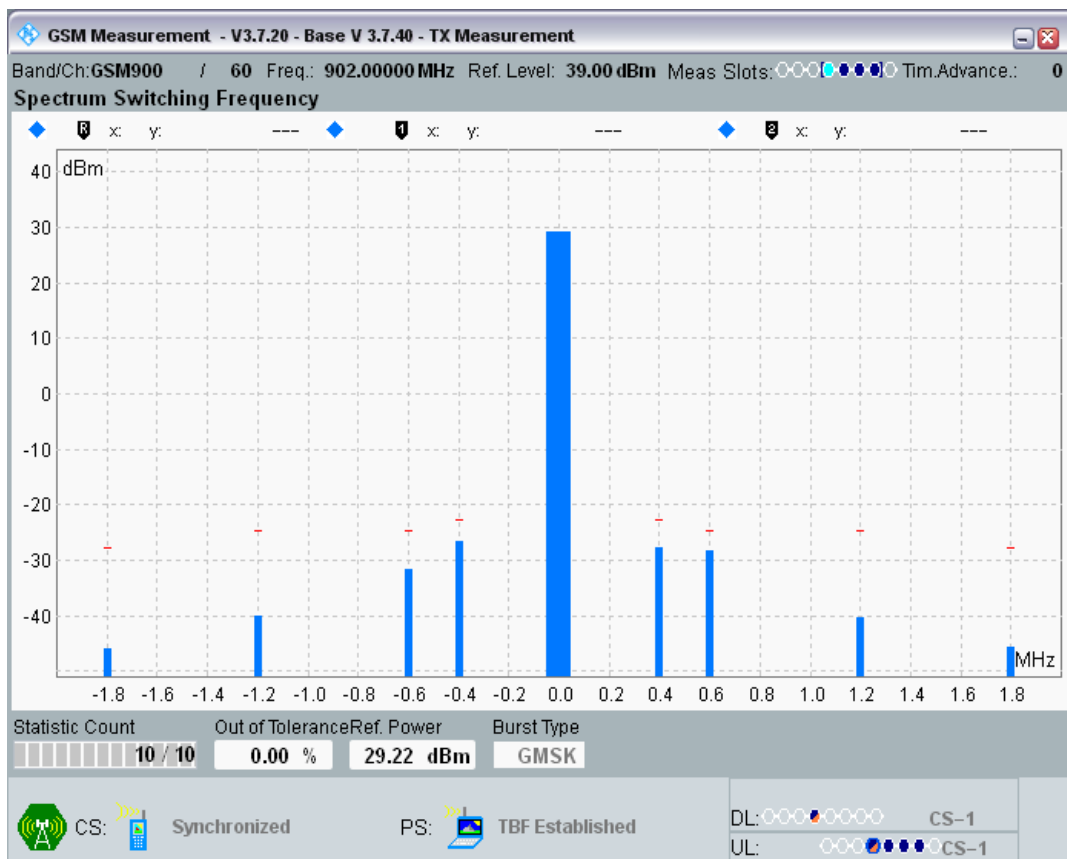 GSM Measurement - V3.7.20 - Base V 3.7.40 - TX Measurement
Band/Ch:GSM900 / 60 Freq.: 902.00000 MHz Ref. Level: 39.00 dBm Meas Slots: Tim.Advance.: 0
Spectrum Switching Frequency
R x: y: --- 1 x: y: --- 2 x: y: ---
dBm
40
30
20
10
0
-10
-20
-30
-40
MHz
-1.8 -1.6 -1.4 -1.2 -1.0 -0.8 -0.6 -0.4 -0.2 0.0 0.2 0.4 0.6 0.8 1.0 1.2 1.4 1.6 1.8
Statistic Count Out of Tolerance Ref. Power Burst Type
10 / 10 0.00 % 29.22 dBm GMSK
CS: Synchronized PS: TBF Established
DL: CS-1
UL: CS-1